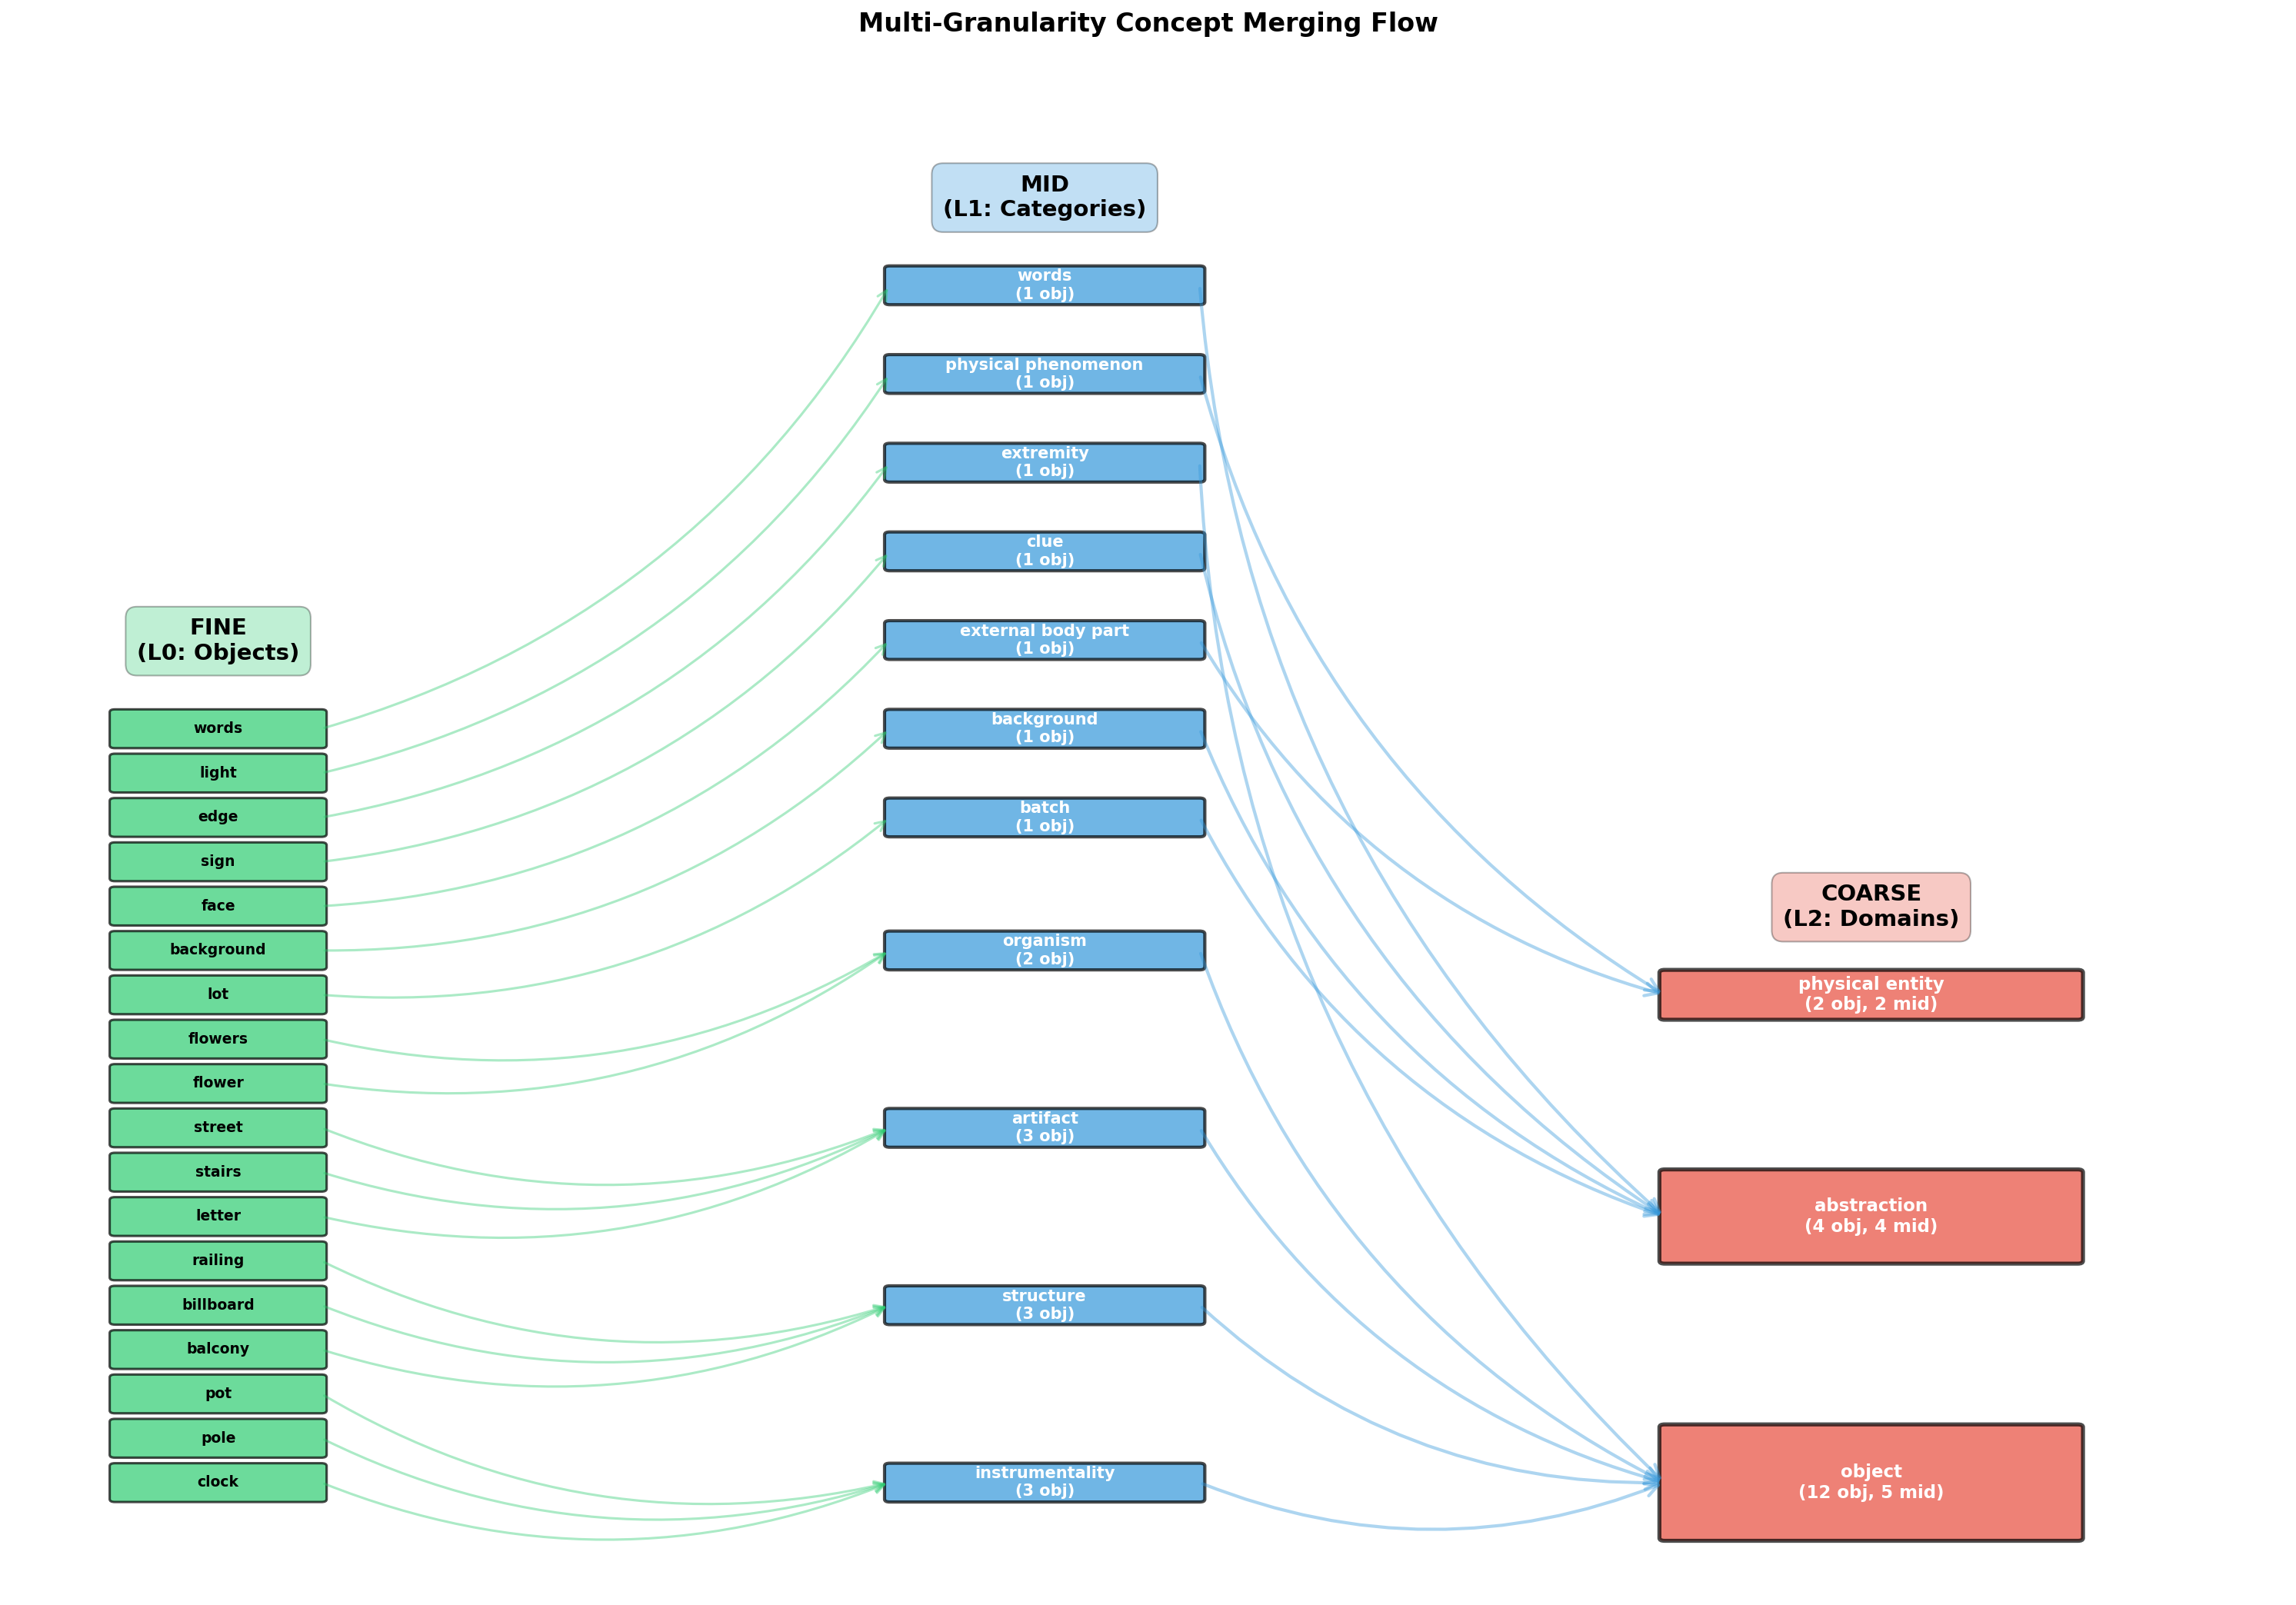 Multi-Granularity Concept Merging Flow
FINE
(L0: Objects)
words
light
edge
sign
face
background
lot
flowers
flower
street
stairs
letter
railing
billboard
balcony
pot
pole
clock
MID
(L1: Categories)
words
(1 obj)
physical phenomenon
(1 obj)
extremity
(1 obj)
clue
(1 obj)
external body part
(1 obj)
background
(1 obj)
batch
(1 obj)
organism
(2 obj)
artifact
(3 obj)
structure
(3 obj)
instrumentality
(3 obj)
COARSE
(L2: Domains)
physical entity
(2 obj, 2 mid)
abstraction
(4 obj, 4 mid)
object
(12 obj, 5 mid)